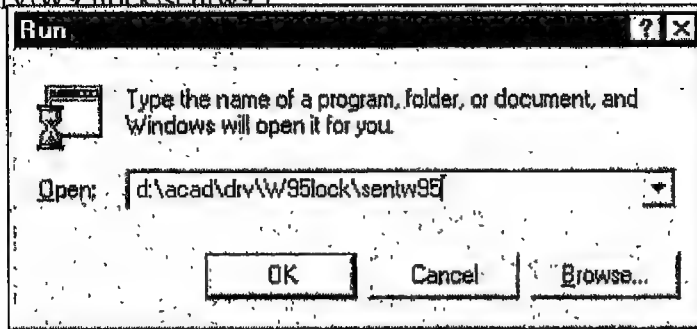 Run
Type the name of a program, folder, or document, and
Windows will open it for you.
Open: d:\acad\drv\W95lock\sentw95
OK Cancel Browse...